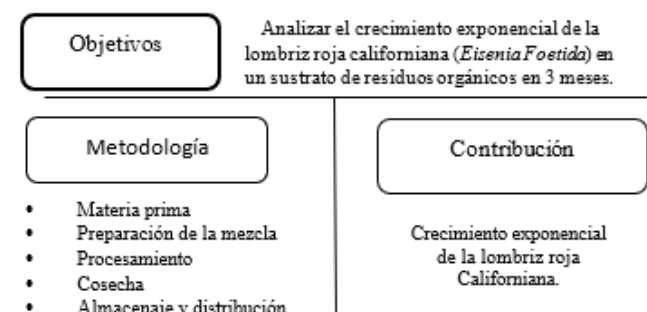 Objetivos
Analizar el crecimiento exponencial de la
lombriz roja californiana (Eisenia Foetida) en
un sustrato de residuos orgánicos en 3 meses.
Metodología
• Materia prima
• Preparación de la mezcla
• Procesamiento
• Cosecha
• Almacenaje y distribución
Contribución
Crecimiento exponencial
de la lombriz roja
Californiana.